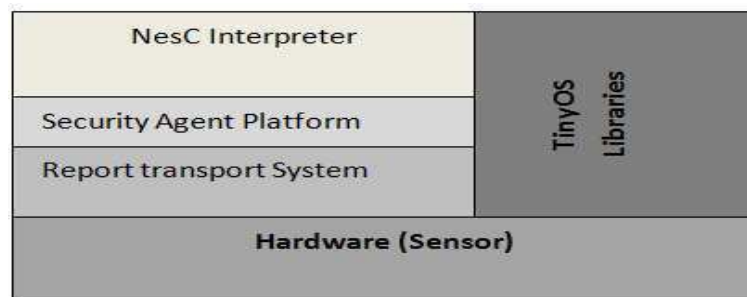 NesC Interpreter
Security Agent Platform
Report transport System
TinyOS
Libraries
Hardware (Sensor)